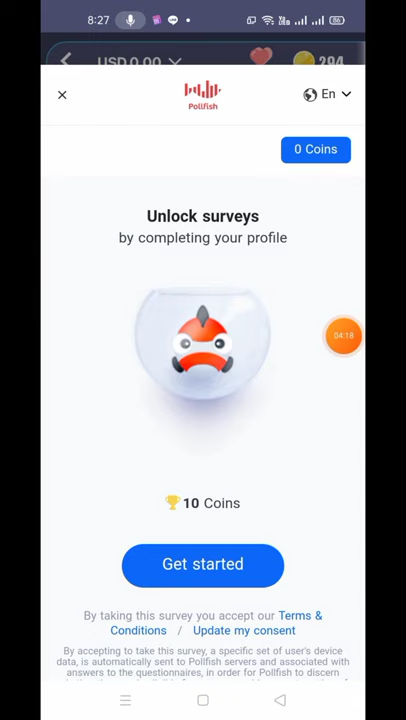 8:27
86
USD 0.00
294
Pollfish
En
0 Coins
Unlock surveys
by completing your profile
04:18
10 Coins
Get started
By taking this survey you accept our Terms &
Conditions / Update my consent
By accepting to take this survey, a specific set of user's device
data, is automatically sent to Pollfish servers and associated with
answers to the questionnaires, in order for Pollfish to discern